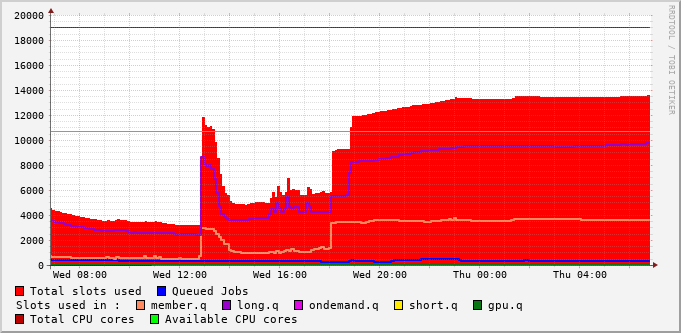 20000
18000
16000
14000
12000
10000
8000
6000
4000
2000
0
Wed 08:00 Wed 12:00 Wed 16:00 Wed 20:00 Thu 00:00 Thu 04:00
RRDTOOL / TOBI OETIKER
Total slots used Queued Jobs
Slots used in : member.q long.q ondemand.q short.q gpu.q
Total CPU cores Available CPU cores